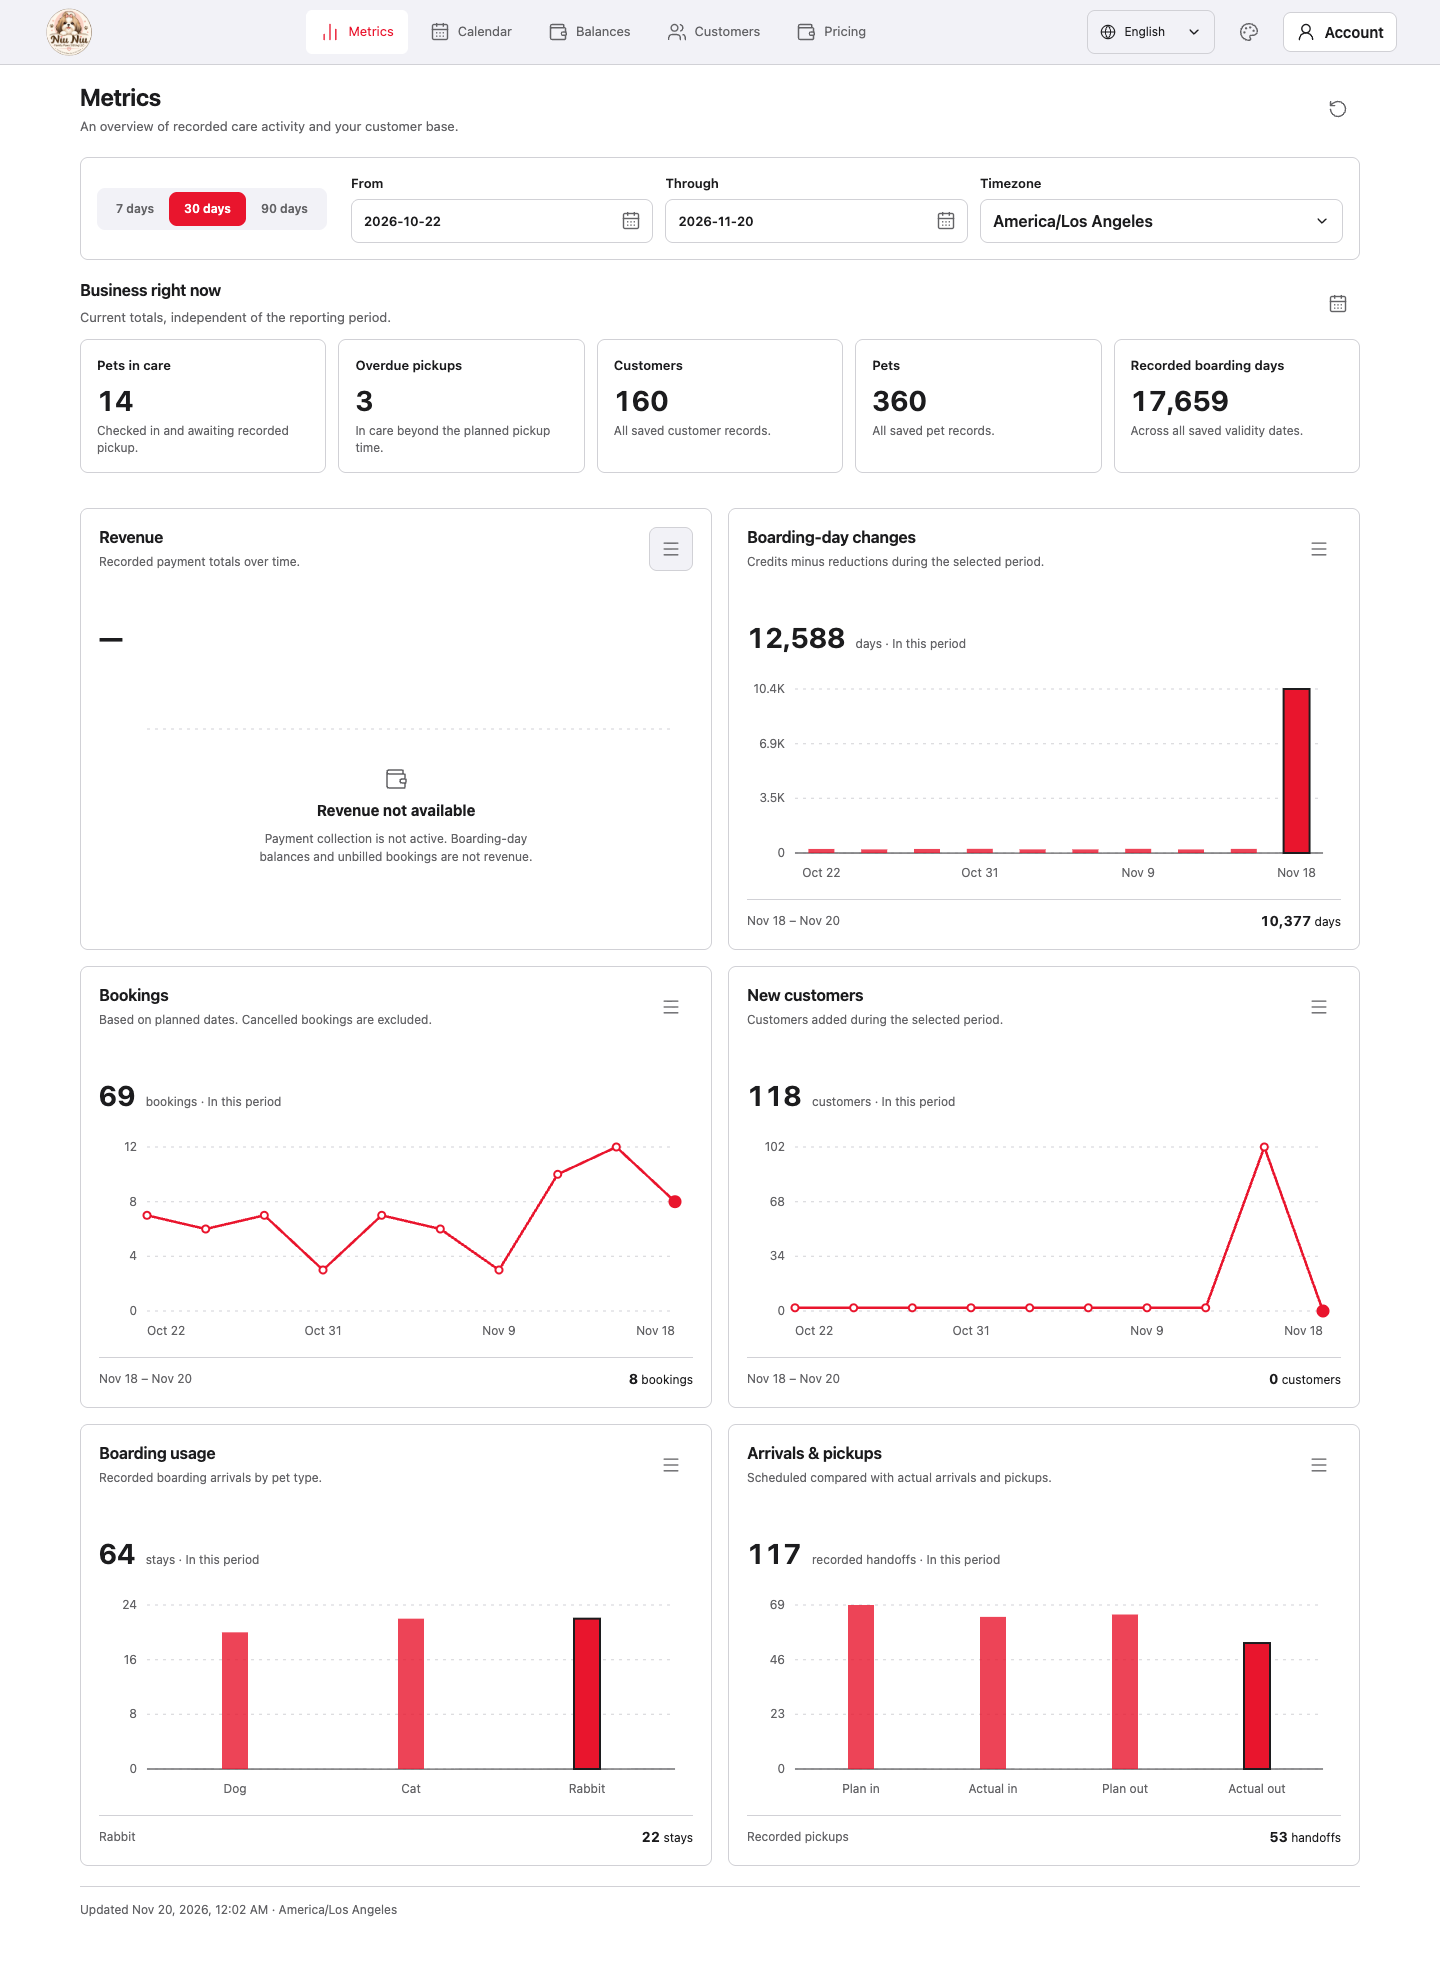 Niu Niu
Metrics
Calendar
Balances
Customers
Pricing
English
Account
Metrics
An overview of recorded care activity and your customer base.
7 days
30 days
90 days
From
2026-10-22
Through
2026-11-20
Timezone
America/Los Angeles
Business right now
Current totals, independent of the reporting period.
Pets in care
14
Checked in and awaiting recorded
pickup.
Overdue pickups
3
In care beyond the planned pickup
time.
Customers
160
All saved customer records.
Pets
360
All saved pet records.
Recorded boarding days
17,659
Across all saved validity dates.
Revenue
Recorded payment totals over time.
—
Revenue not available
Payment collection is not active. Boarding-day
balances and unbilled bookings are not revenue.
Boarding-day changes
Credits minus reductions during the selected period.
12,588 days · In this period
10.4K
6.9K
3.5K
0
Oct 22
Oct 31
Nov 9
Nov 18
Nov 18 – Nov 20
10,377 days
Bookings
Based on planned dates. Cancelled bookings are excluded.
69 bookings · In this period
12
8
4
0
Oct 22
Oct 31
Nov 9
Nov 18
Nov 18 – Nov 20
8 bookings
New customers
Customers added during the selected period.
118 customers · In this period
102
68
34
0
Oct 22
Oct 31
Nov 9
Nov 18
Nov 18 – Nov 20
0 customers
Boarding usage
Recorded boarding arrivals by pet type.
64 stays · In this period
24
16
8
0
Dog
Cat
Rabbit
Rabbit
22 stays
Arrivals & pickups
Scheduled compared with actual arrivals and pickups.
117 recorded handoffs · In this period
69
46
23
0
Plan in
Actual in
Plan out
Actual out
Recorded pickups
53 handoffs
Updated Nov 20, 2026, 12:02 AM · America/Los Angeles